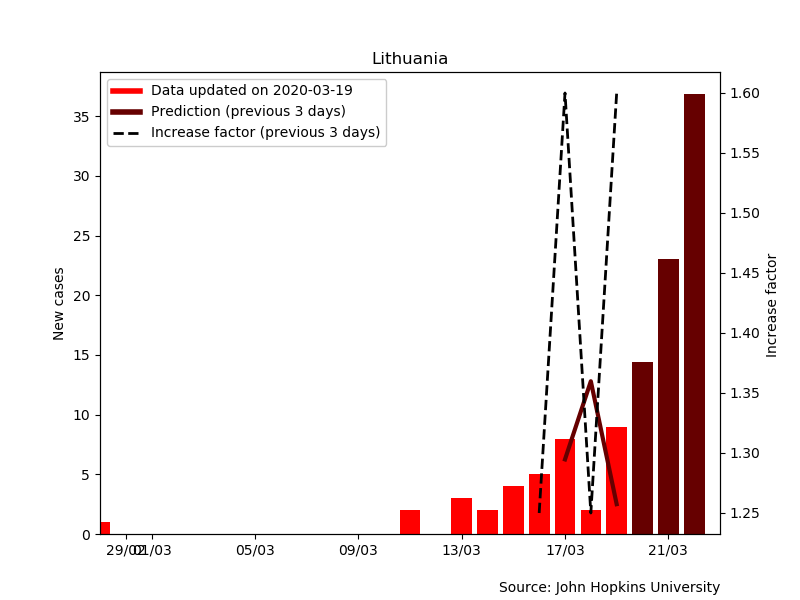 Lithuania
Data updated on 2020-03-19
Prediction (previous 3 days)
Increase factor (previous 3 days)
New cases
35
30
25
20
15
10
5
0
1.60
1.55
1.50
1.45
1.40
1.35
1.30
1.25
Increase factor
29/02 01/03 05/03 09/03 13/03 17/03 21/03
Source: John Hopkins University